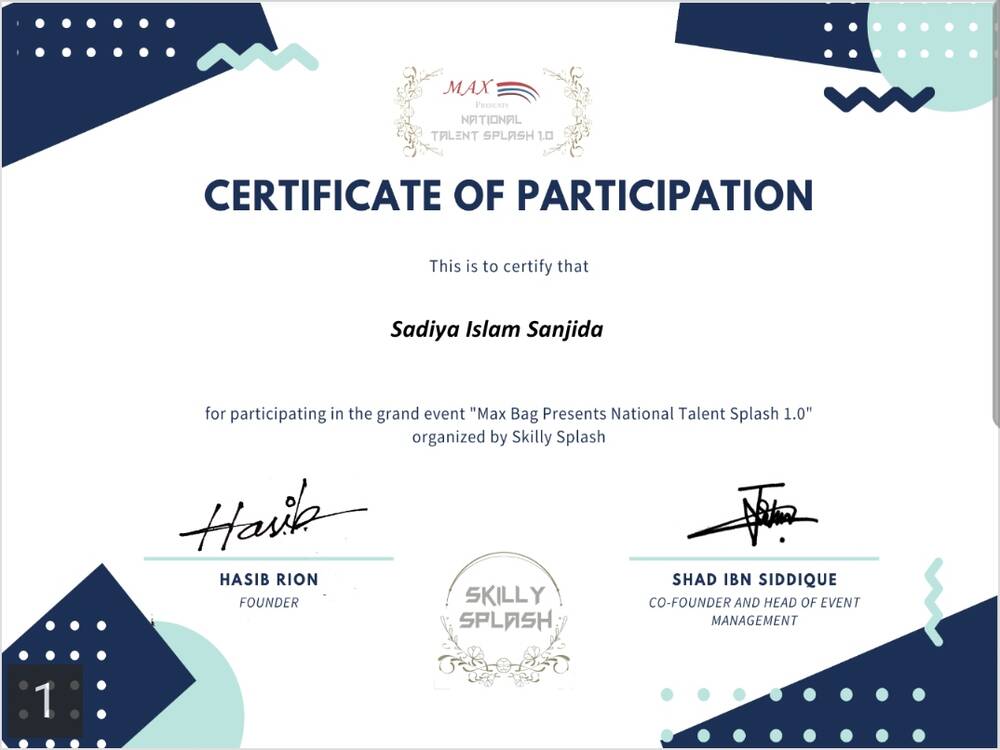 MAX
PRESENTS
NATIONAL
TALENT SPLASH 1.0
CERTIFICATE OF PARTICIPATION
This is to certify that
Sadiya Islam Sanjida
for participating in the grand event "Max Bag Presents National Talent Splash 1.0"
organized by Skilly Splash
Hasib
HASIB RION
FOUNDER
SHAD IBN SIDDIQUE
CO-FOUNDER AND HEAD OF EVENT
MANAGEMENT
SKILLY
SPLASH
1